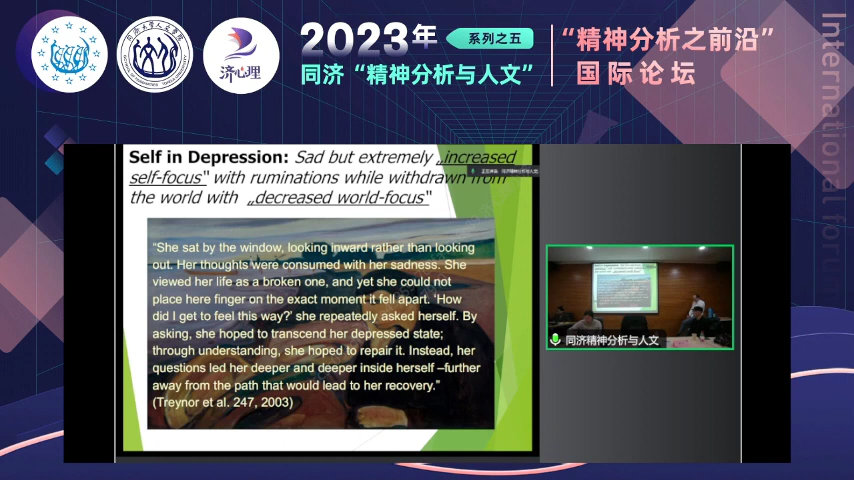 2023年
系列之五
同济“精神分析与人文”
“精神分析之前沿”
国际论坛
International foru
济心理
Self in Depression: Sad but extremely „increased
self-focus“ with ruminations while withdrawn from
the world with „decreased world-focus“
“She sat by the window, looking inward rather than looking
out. Her thoughts were consumed with her sadness. She
viewed her life as a broken one, and yet she could not
place here finger on the exact moment it fell apart. ‘How
did I get to feel this way?’ she repeatedly asked herself. By
asking, she hoped to transcend her depressed state;
through understanding, she hoped to repair it. Instead, her
questions led her deeper and deeper inside herself –further
away from the path that would lead to her recovery.”
(Treynor et al. 247, 2003)
同济精神分析与人文